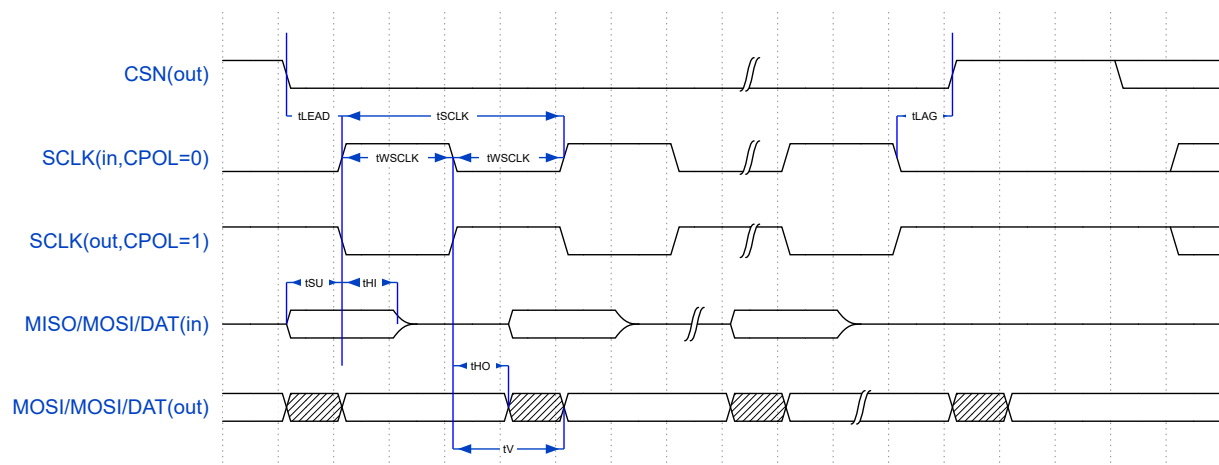 CSN(out)
tLEAD
tSCLK
tLAG
SCLK(in,CPOL=0)
tWSCLK
tWSCLK
SCLK(out,CPOL=1)
tSU
tHI
MISO/MOSI/DAT(in)
tHO
MOSI/MOSI/DAT(out)
tV